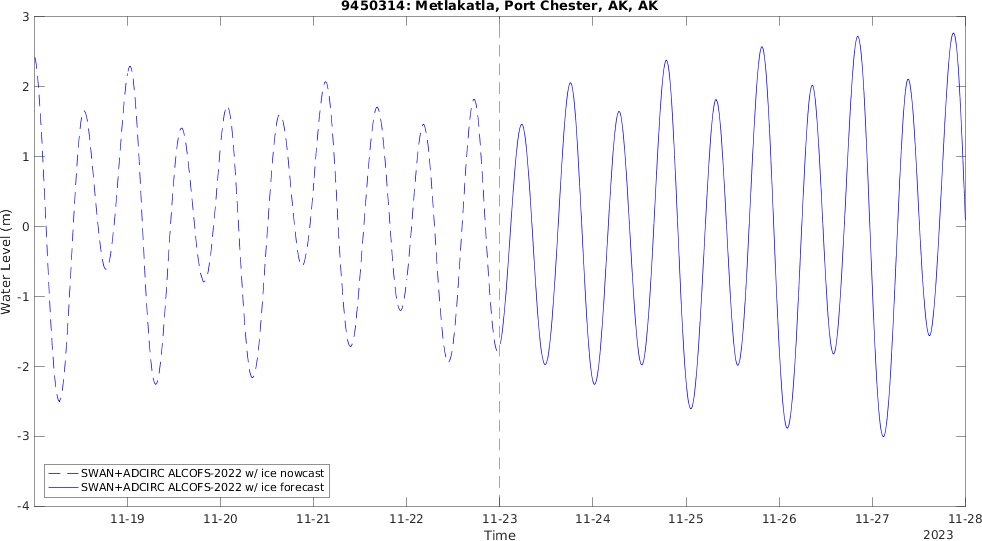 9450314: Metlakatla, Port Chester, AK, AK
3
2
1
0
-1
-2
-3
-4
Water Level (m)
SWAN+ADCIRC ALCOFS-2022 w/ ice nowcast
SWAN+ADCIRC ALCOFS-2022 w/ ice forecast
11-19 11-20 11-21 11-22 11-23 11-24 11-25 11-26 11-27 11-28
Time
2023